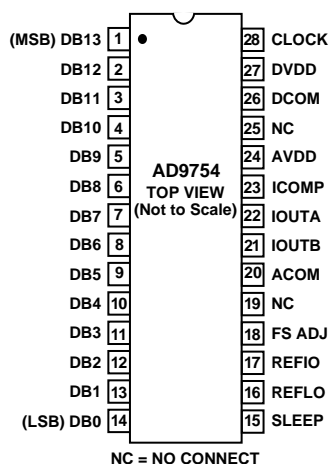 (MSB) DB13 1 28 CLOCK
DB12 2 27 DVDD
DB11 3 26 DCOM
DB10 4 25 NC
DB9 5 24 AVDD
DB8 6 23 ICOMP
DB7 7 22 IOUTA
DB6 8 21 IOUTB
DB5 9 20 ACOM
DB4 10 19 NC
DB3 11 18 FS ADJ
DB2 12 17 REFIO
DB1 13 16 REFLO
(LSB) DB0 14 15 SLEEP
AD9754
TOP VIEW
(Not to Scale)
NC = NO CONNECT